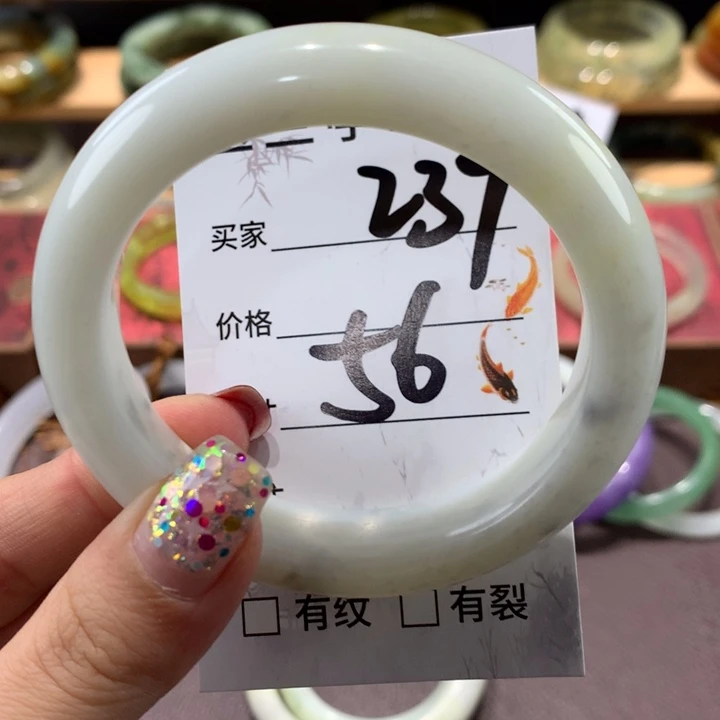 买家 237
价格
56
□ 有纹 □ 有裂